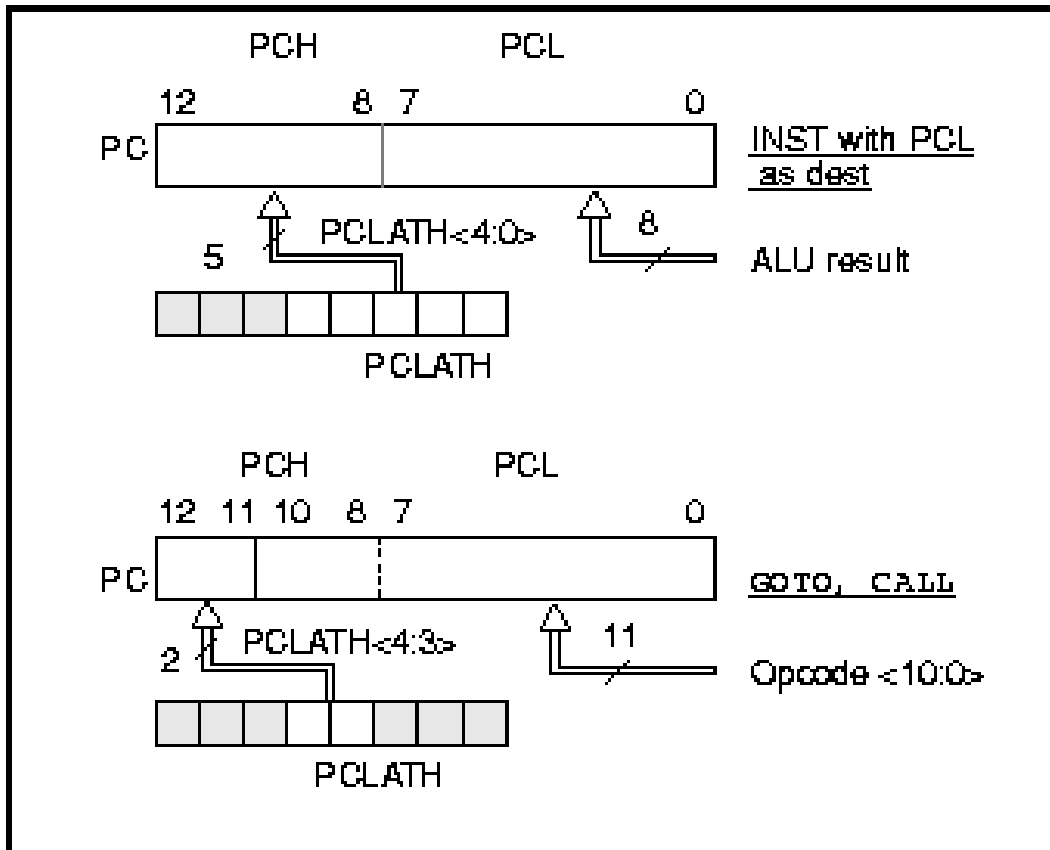 PCH PCL
12 8 7 0
PC
INST with PCL
as dest
5 PCLATH<4:0> 8
ALU result
PCLATH
PCH PCL
12 11 10 8 7 0
PC
GOTO, CALL
2 PCLATH<4:3> 11
Opcode <10:0>
PCLATH